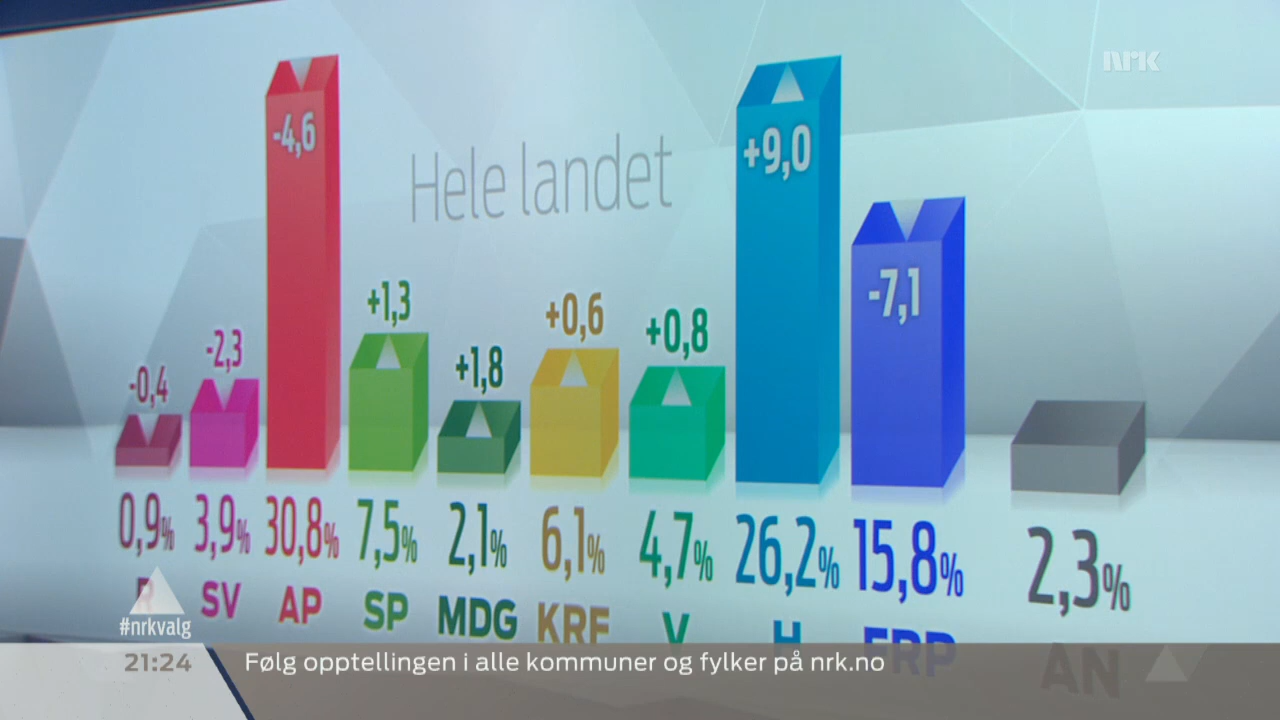 nrk
Hele landet
-0,4 -2,3 -4,6 +1,3 +1,8 +0,6 +0,8 +9,0 -7,1
0,9% 3,9% 30,8% 7,5% 2,1% 6,1% 4,7% 26,2% 15,8% 2,3%
R SV AP SP MDG KRF V H FRP AN
#nrkvalg
21:24 Følg opptellingen i alle kommuner og fylker på nrk.no